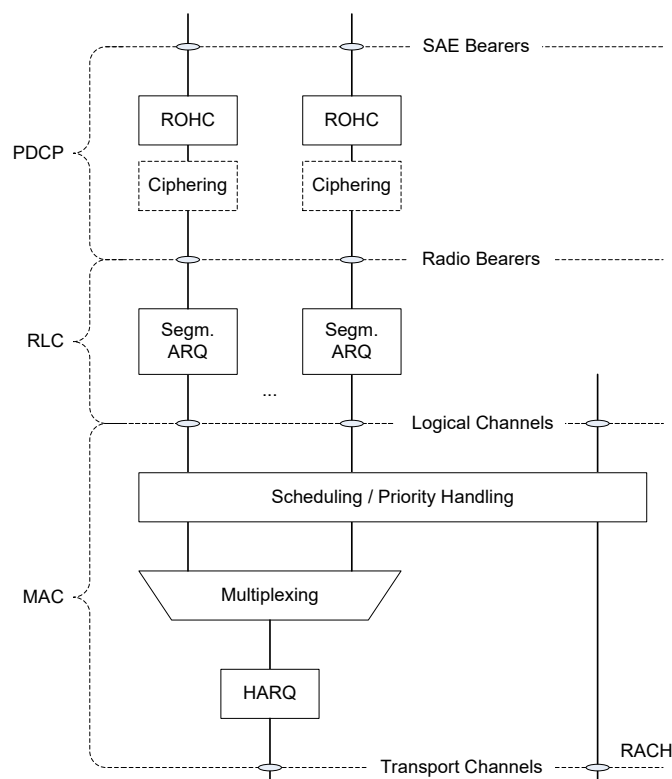 SAE Bearers
ROHC
ROHC
PDCP
Ciphering
Ciphering
Radio Bearers
Segm.
ARQ
Segm.
ARQ
RLC
...
Logical Channels
Scheduling / Priority Handling
Multiplexing
MAC
HARQ
RACH
Transport Channels